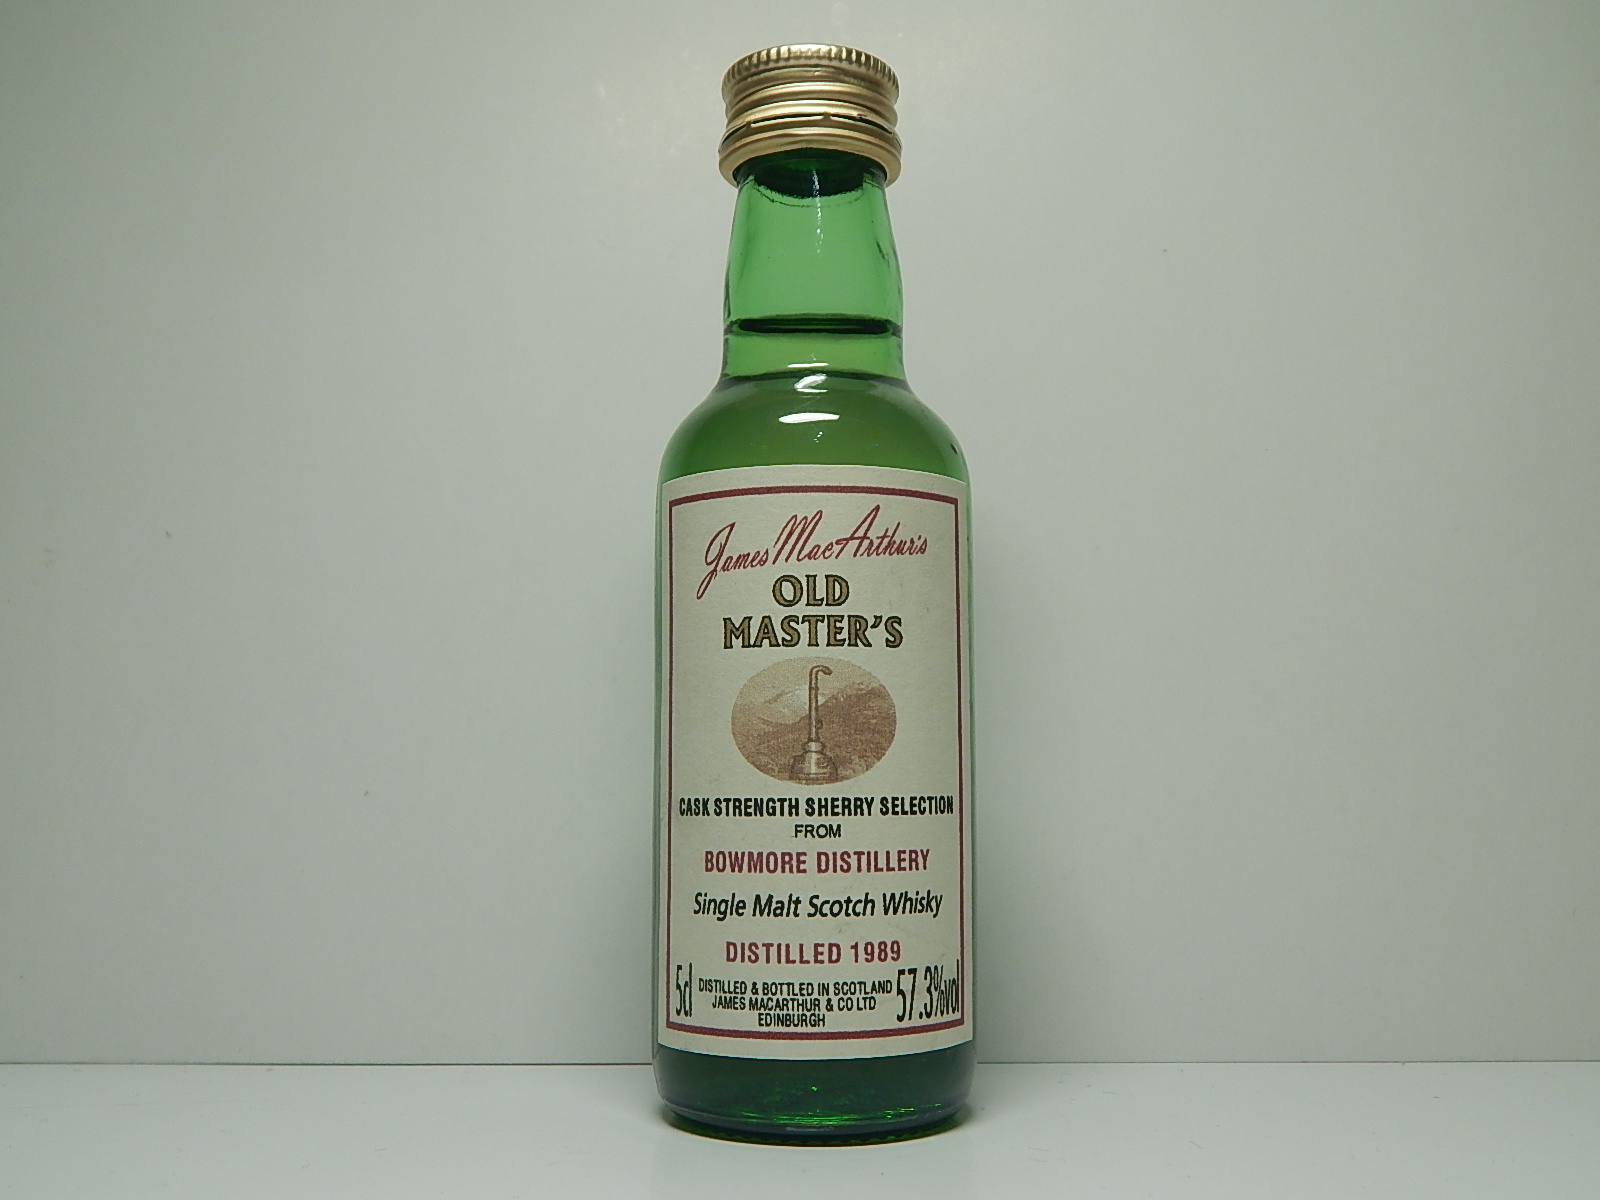 James MacArthur's
OLD
MASTER'S
CASK STRENGTH SHERRY SELECTION
FROM
BOWMORE DISTILLERY
Single Malt Scotch Whisky
DISTILLED 1989
5cl DISTILLED & BOTTLED IN SCOTLAND 57.3%vol
JAMES MACARTHUR & CO LTD
EDINBURGH